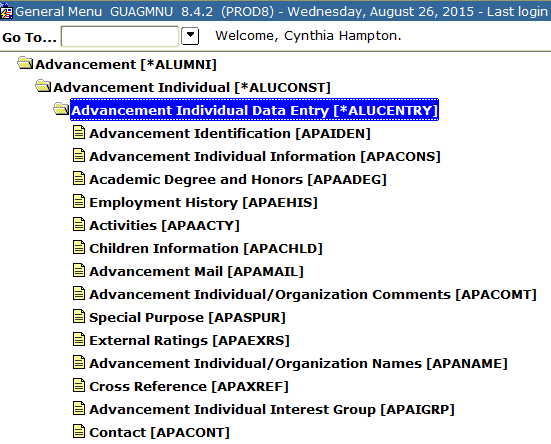 General Menu GUAGMNU 8.4.2 (PROD8) - Wednesday, August 26, 2015 - Last login
Go To... Welcome, Cynthia Hampton.
Advancement [*ALUMNI]
Advancement Individual [*ALUCONST]
Advancement Individual Data Entry [*ALUCENTRY]
Advancement Identification [APAIDEN]
Advancement Individual Information [APACONS]
Academic Degree and Honors [APAADEG]
Employment History [APAEHIS]
Activities [APAACTY]
Children Information [APACHLD]
Advancement Mail [APAMAIL]
Advancement Individual/Organization Comments [APACOMT]
Special Purpose [APASPUR]
External Ratings [APAEXRS]
Advancement Individual/Organization Names [APANAME]
Cross Reference [APAXREF]
Advancement Individual Interest Group [APAIGRP]
Contact [APACONT]